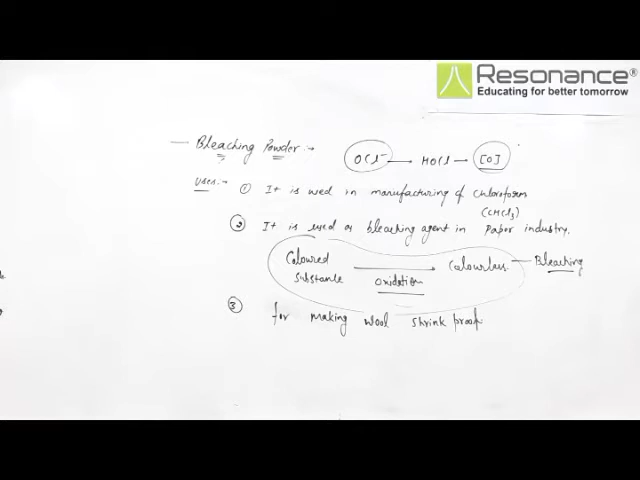 Resonance®
Educating for better tomorrow
Bleaching Powder :→ OCl⁻ → HOCl → [O]
Uses :→ ① It is used in manufacturing of chloroform
(CHCl3)
② It is used as bleaching agent in Papar industry.
Coloured substance → oxidation → Colourless. — Bleaching
③ for making wool shrink proof